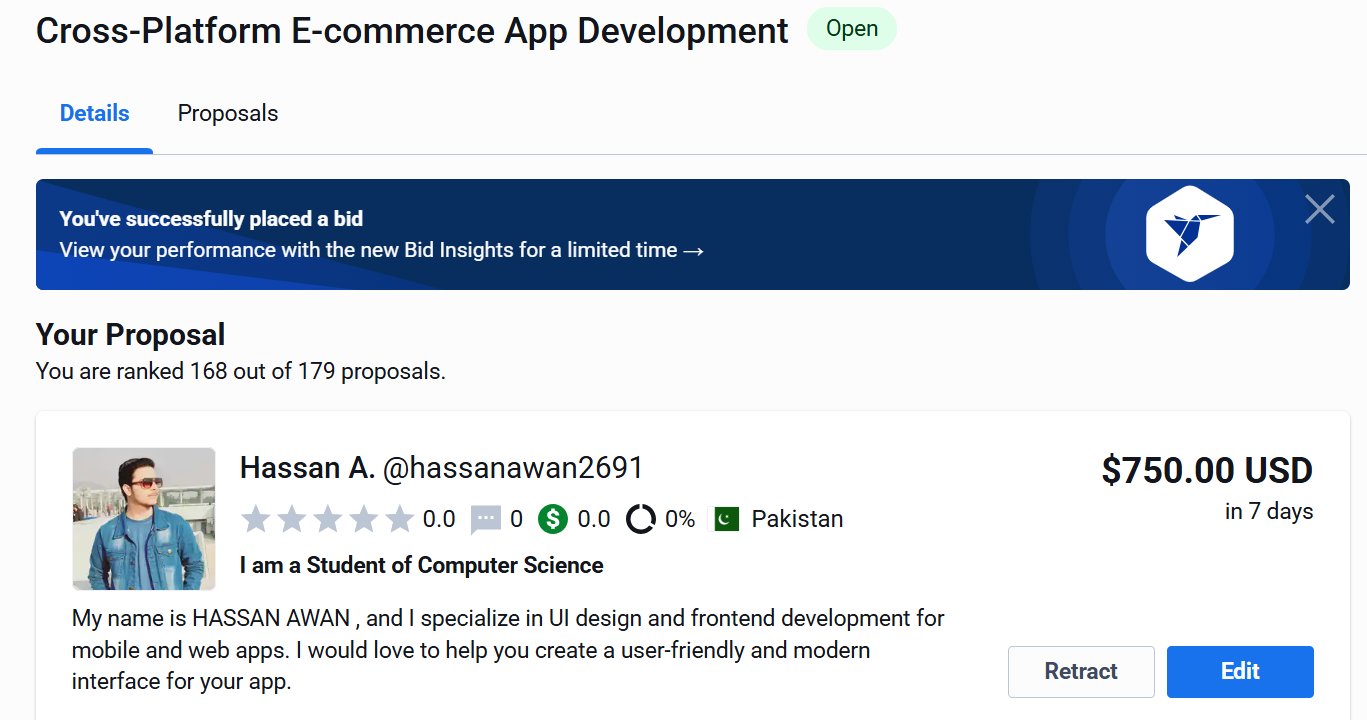 Cross-Platform E-commerce App Development Open
Details Proposals
You've successfully placed a bid
View your performance with the new Bid Insights for a limited time →
Your Proposal
You are ranked 168 out of 179 proposals.
Hassan A. @hassanawan2691 $750.00 USD
0.0 0 $ 0.0 0% Pakistan in 7 days
I am a Student of Computer Science
My name is HASSAN AWAN , and I specialize in UI design and frontend development for
mobile and web apps. I would love to help you create a user-friendly and modern
interface for your app.
Retract Edit